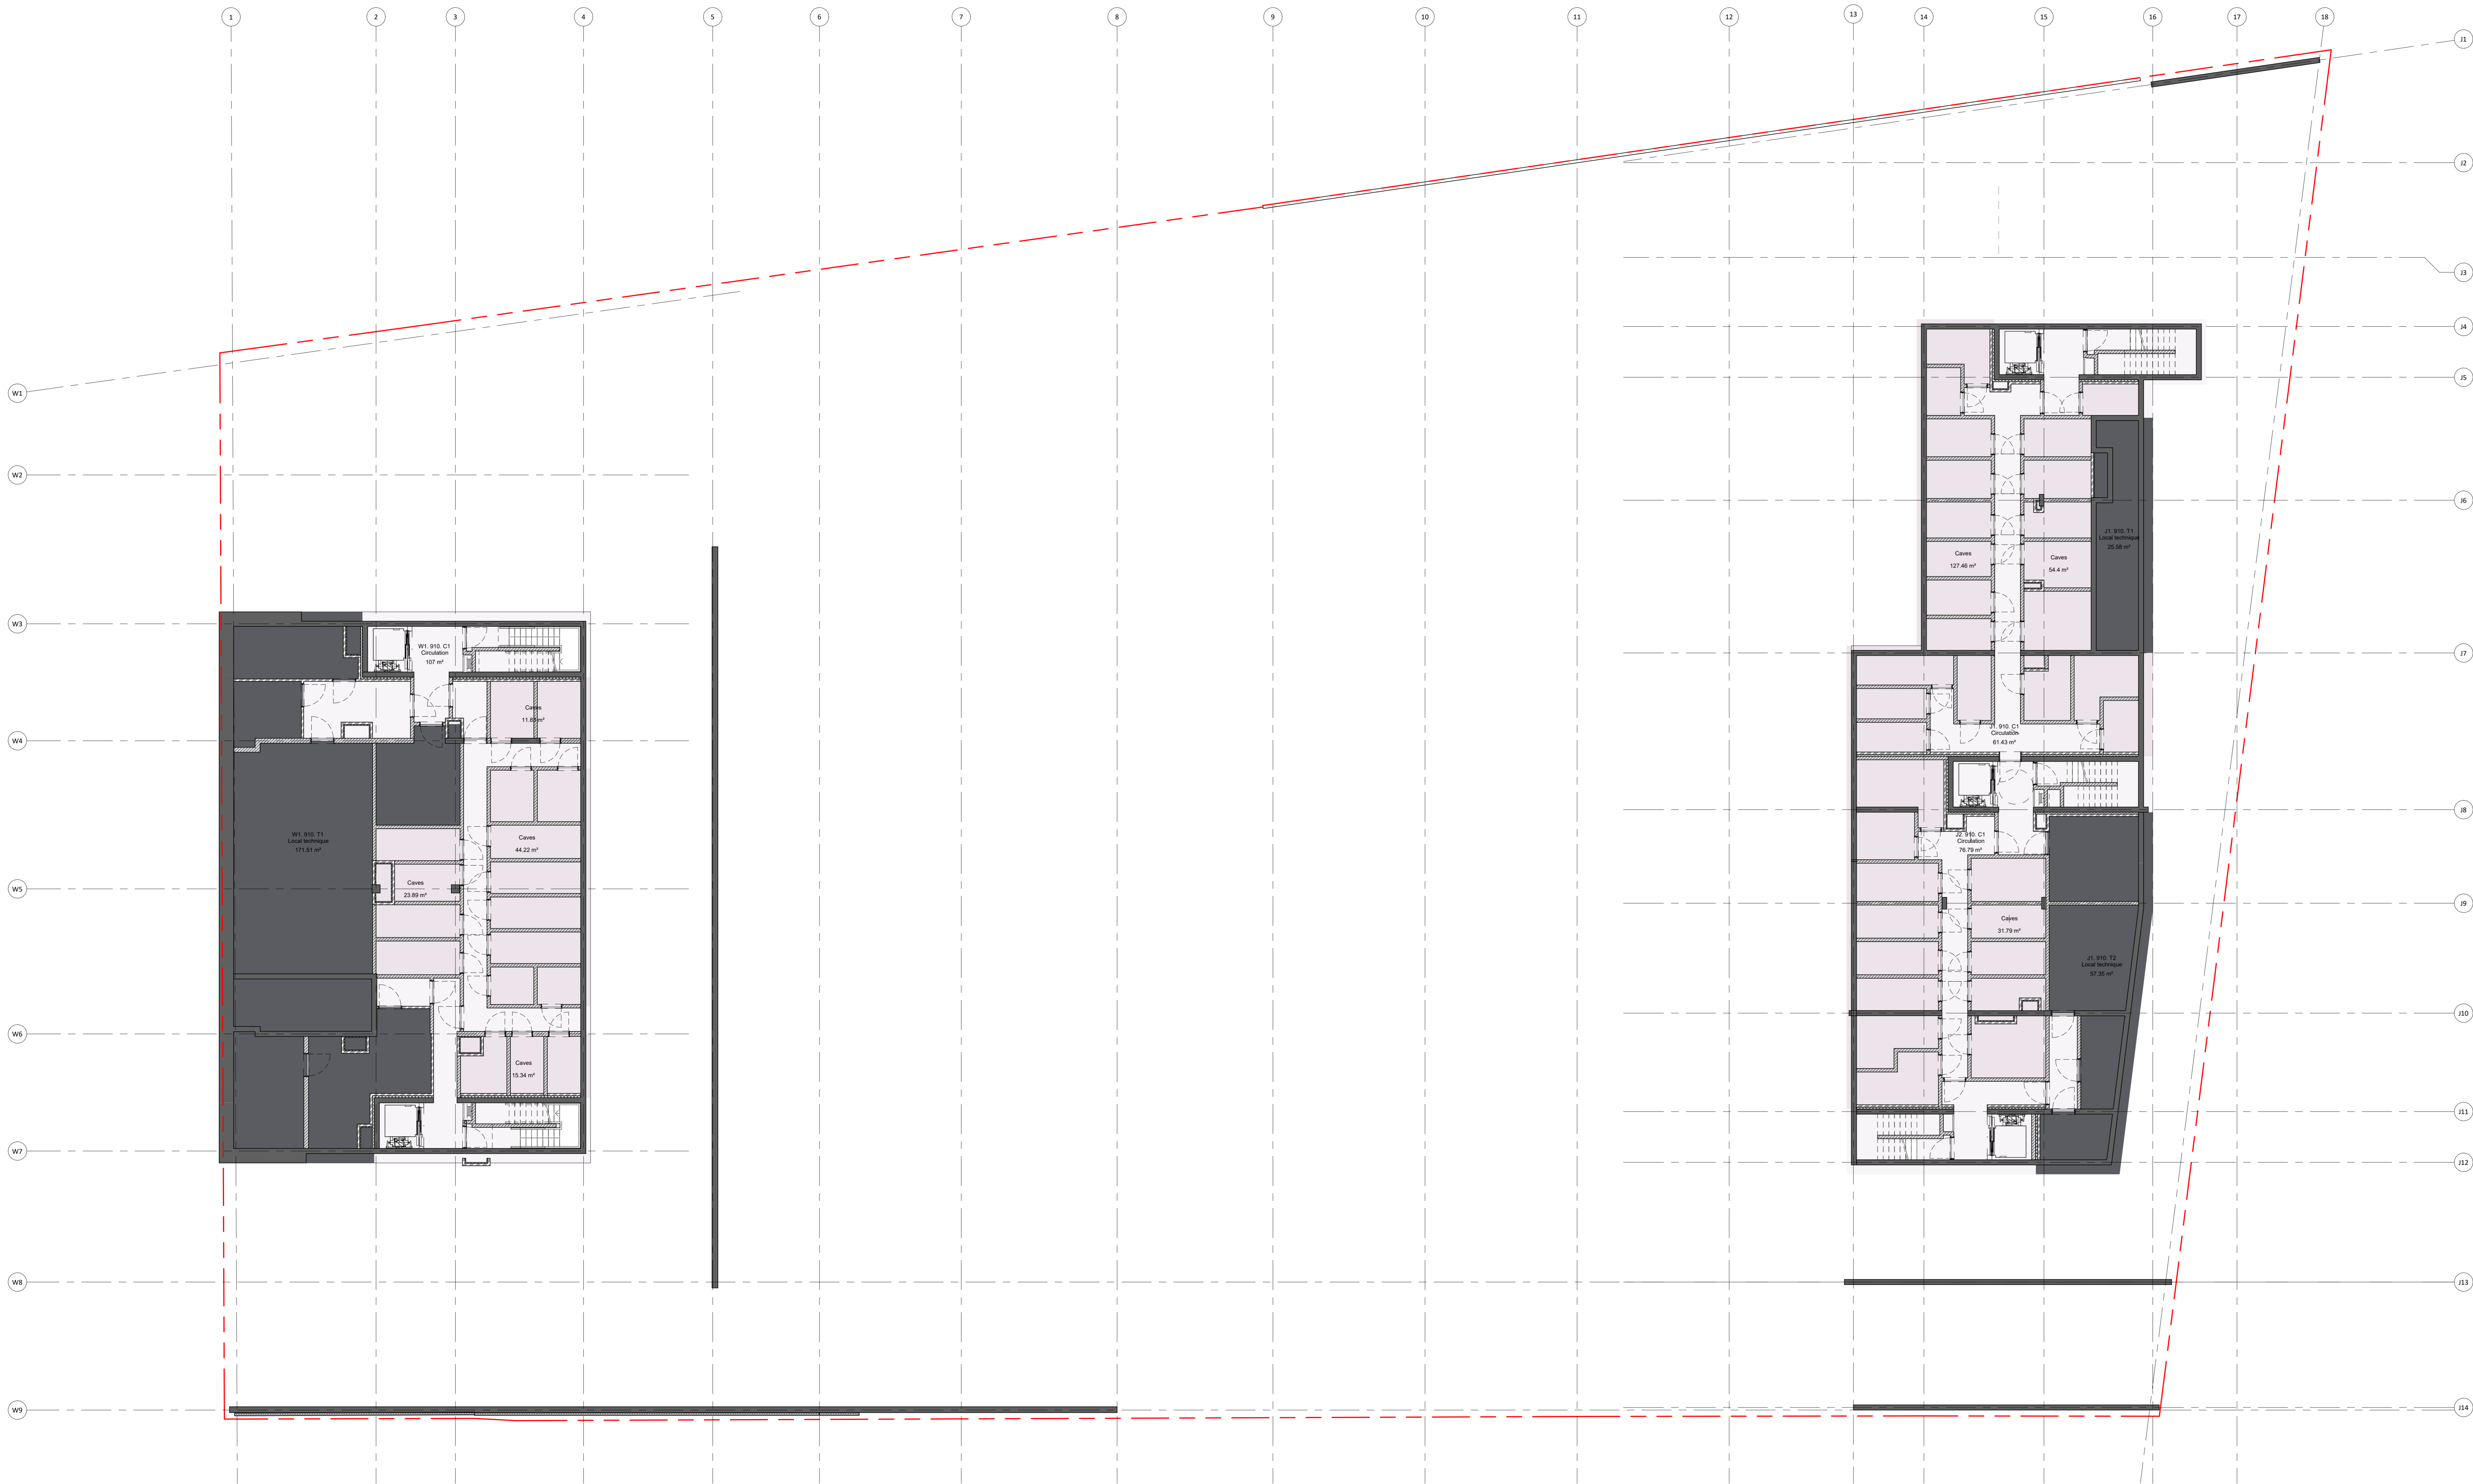 1
2
3
4
5
6
7
8
9
10
11
12
13
14
15
16
17
18
J1
J2
J3
J4
J5
W1
W2
J6
J1. 910. T1
Local technique
25.58 m²
Caves
127.46 m²
Caves
54.4 m²
W3
W1. 910. C1
Circulation
107 m²
J7
Caves
11.88 m²
W4
J1. 910. C1
Circulation
61.43 m²
J8
W1. 910. T1
Local technique
171.51 m²
Caves
44.22 m²
J2. 910. C1
Circulation
76.79 m²
W5
Caves
23.89 m²
J9
Caves
31.79 m²
J1. 910. T2
Local technique
57.35 m²
W6
J10
Caves
15.34 m²
J11
W7
J12
W8
J13
W9
J14